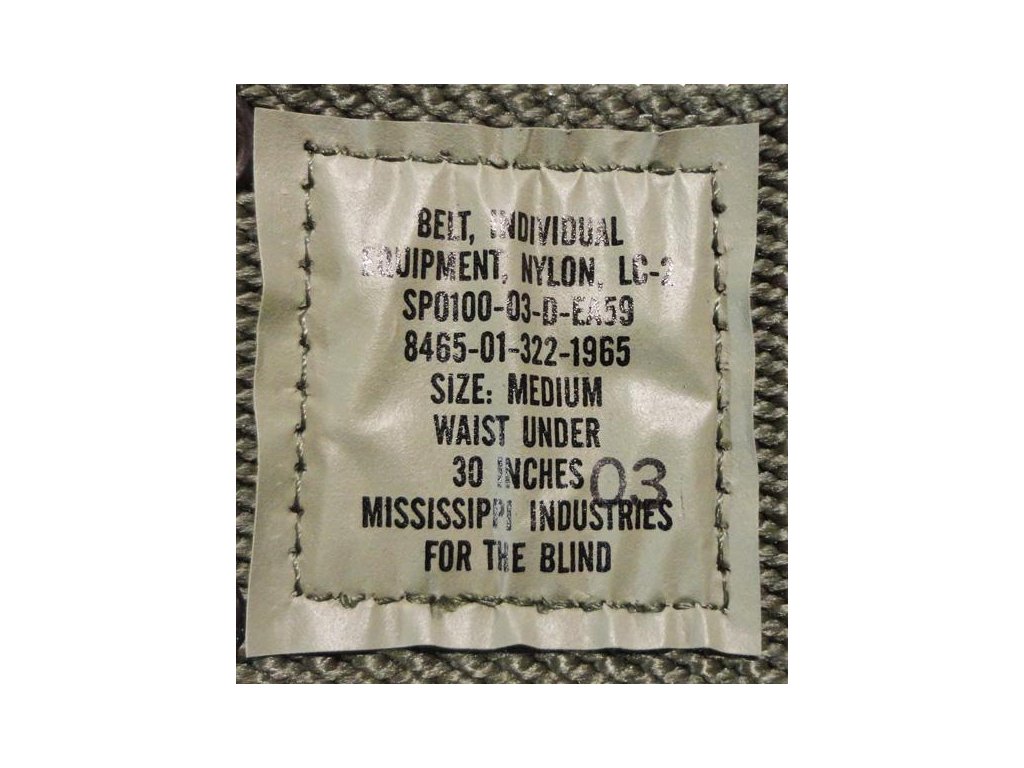 BELT, INDIVIDUAL
EQUIPMENT, NYLON, LC-2
SPO100-03-D-EA59
8465-01-322-1965
SIZE: MEDIUM
WAIST UNDER
30 INCHES 03
MISSISSIPPI INDUSTRIES
FOR THE BLIND